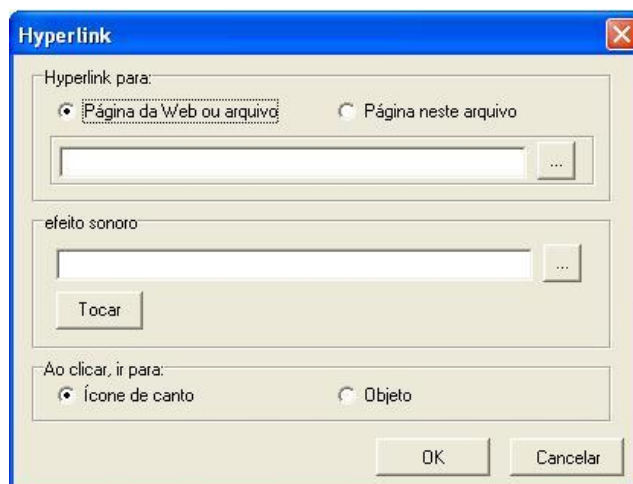 Hyperlink
Hyperlink para:
Página da Web ou arquivo Página neste arquivo
...
efeito sonoro
...
Tocar
Ao clicar, ir para:
Ícone de canto Objeto
OK Cancelar